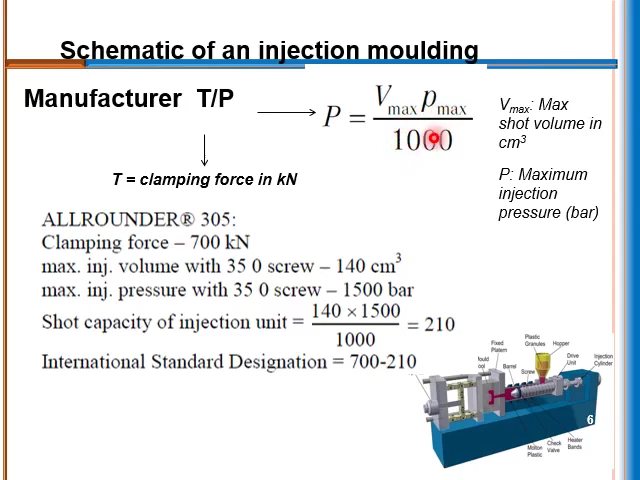 Schematic of an injection moulding
Manufacturer T/P
P = Vmax pmax / 1000
Vmax: Max
shot volume in
cm3
P: Maximum
injection
pressure (bar)
T = clamping force in kN
ALLROUNDER® 305:
Clamping force – 700 kN
max. inj. volume with 35 0 screw – 140 cm3
max. inj. pressure with 35 0 screw – 1500 bar
Shot capacity of injection unit = 140 × 1500 / 1000 = 210
International Standard Designation = 700-210
Fixed
Platern
Plastic
Granules
Hopper
Drive
Unit
Injection
Cylinder
Barrel
Screw
6
Molton
Plastic
Check
Valve
Heater
Bands